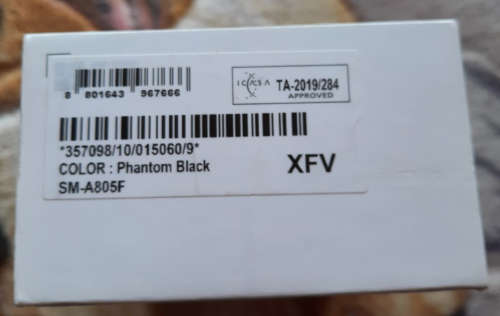 8 801643 967666
ICASA TA-2019/284
APPROVED
*357098/10/015060/9*
COLOR : Phantom Black
XFV
SM-A805F